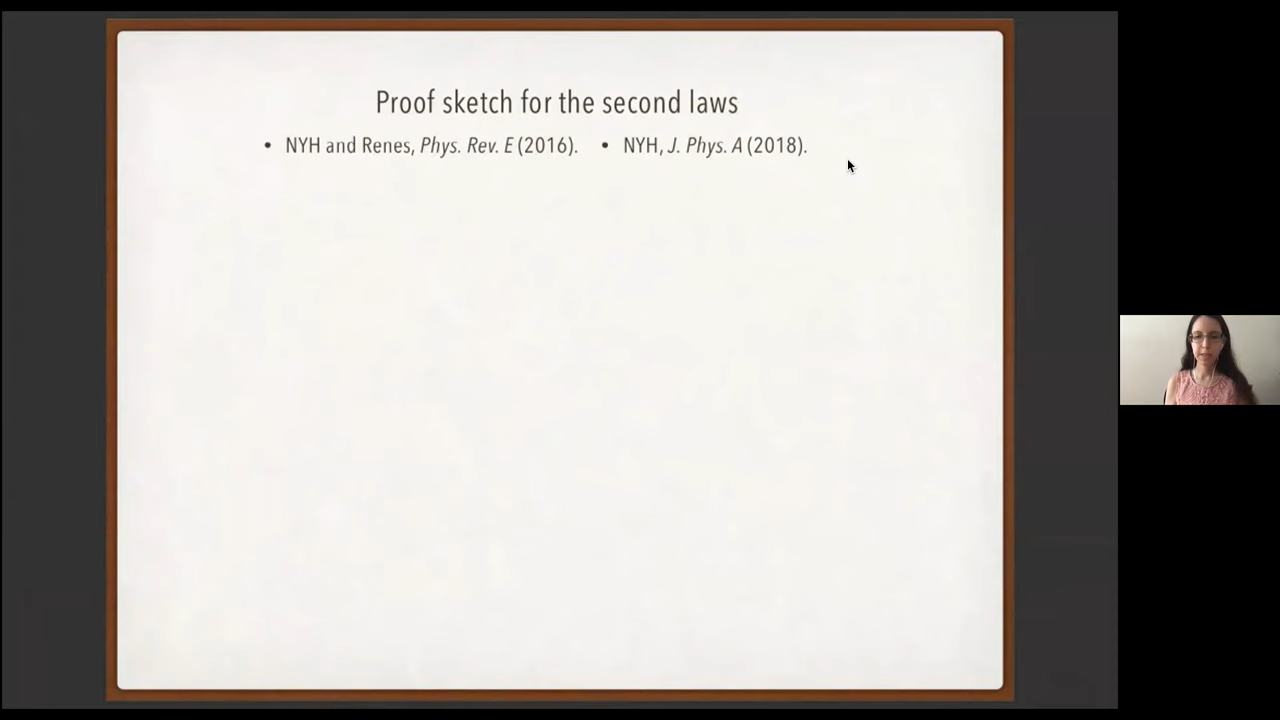 Proof sketch for the second laws
• NYH and Renes, Phys. Rev. E (2016). • NYH, J. Phys. A (2018).